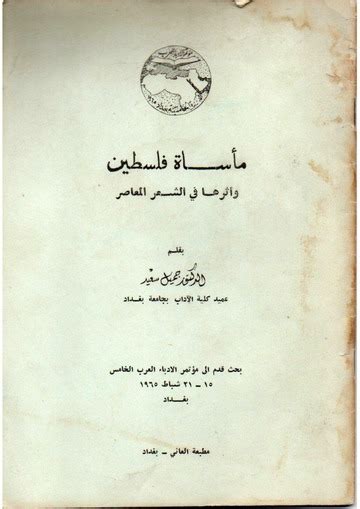 مأساة فلسطين
وأثرها في الشعر المعاصر
بقلم
الدكتور جميل سعيد
عميد كلية الآداب بجامعة بغداد
بحث قدم الى مؤتمر الادباء العرب الخامس
١٥ – ٢١ شباط ١٩٦٥
بغداد
مطبعة العاني – بغداد